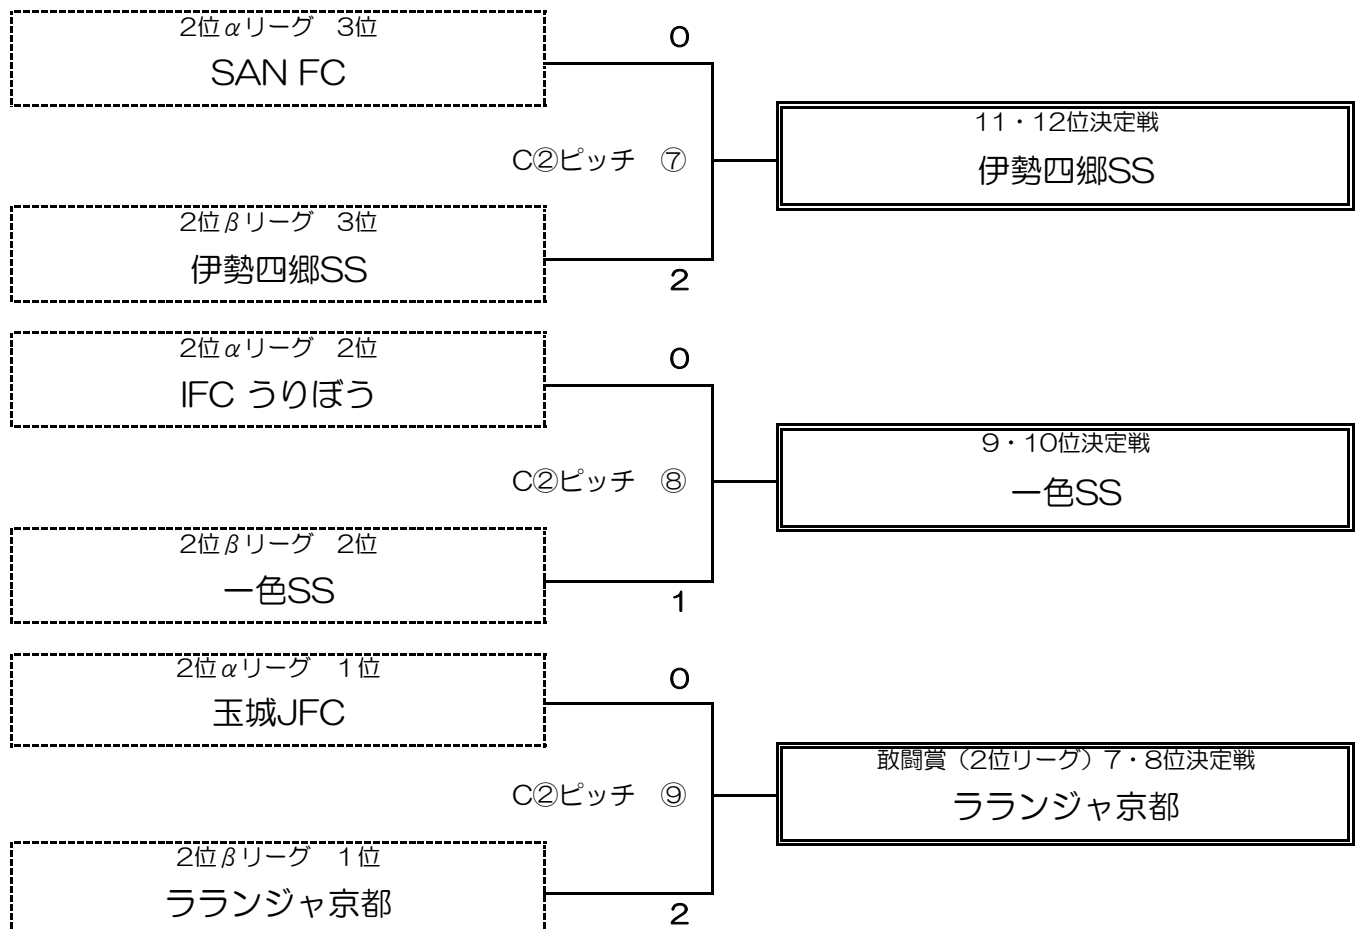 2位αリーグ　3位
SAN FC
0
C②ピッチ　⑦
11・12位決定戦
伊勢四郷SS
2位βリーグ　3位
伊勢四郷SS
2
2位αリーグ　2位
IFC うりぼう
0
C②ピッチ　⑧
9・10位決定戦
一色SS
2位βリーグ　2位
一色SS
1
2位αリーグ　1位
玉城JFC
0
C②ピッチ　⑨
敢闘賞（2位リーグ）7・8位決定戦
ラランジャ京都
2位βリーグ　1位
ラランジャ京都
2